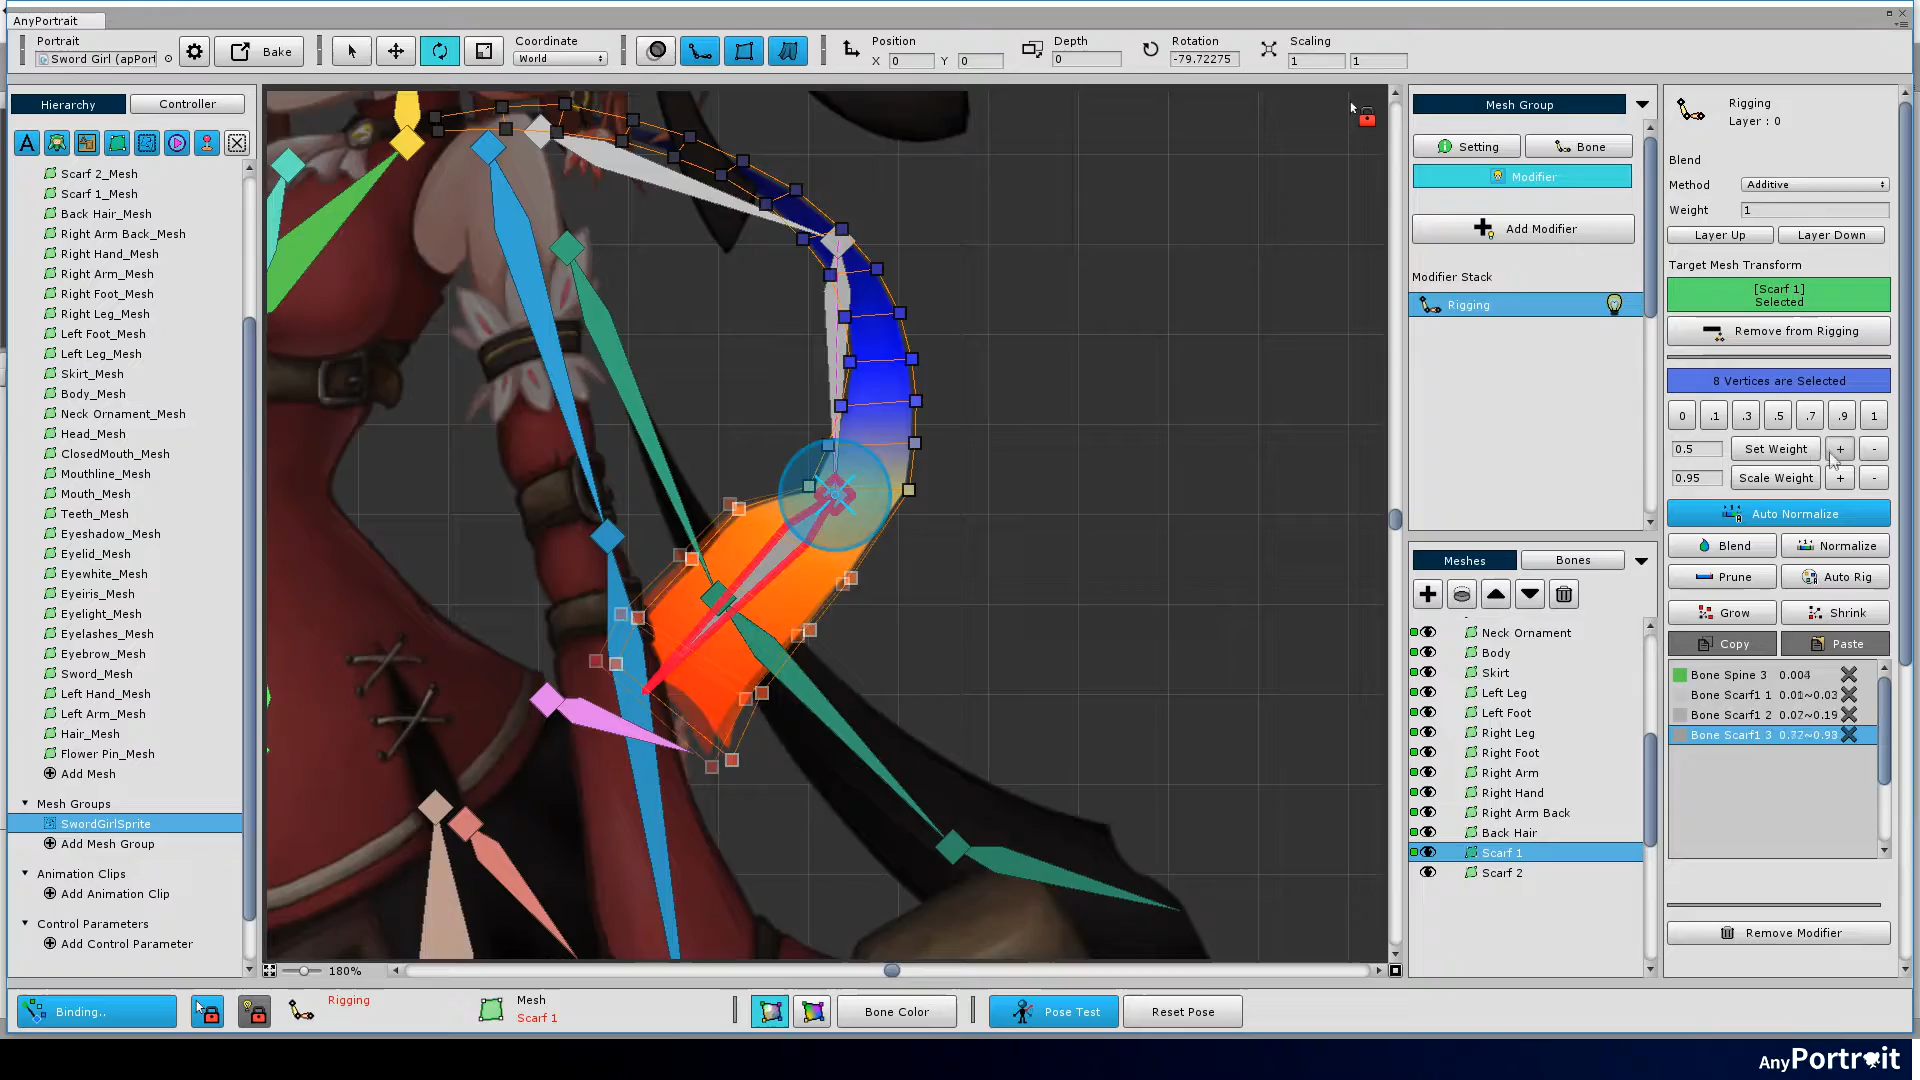 AnyPortrait
Portrait
Sword Girl (apPort
Bake
Coordinate
World
Position
X 0 Y 0
Depth
0
Rotation
-79.72275
Scaling
1 1
Hierarchy
Controller
Scarf 2_Mesh
Scarf 1_Mesh
Back Hair_Mesh
Right Arm Back_Mesh
Right Hand_Mesh
Right Arm_Mesh
Right Foot_Mesh
Right Leg_Mesh
Left Foot_Mesh
Left Leg_Mesh
Skirt_Mesh
Body_Mesh
Neck Ornament_Mesh
Head_Mesh
ClosedMouth_Mesh
Mouthline_Mesh
Mouth_Mesh
Teeth_Mesh
Eyeshadow_Mesh
Eyelid_Mesh
Eyewhite_Mesh
Eyeiris_Mesh
Eyelight_Mesh
Eyelashes_Mesh
Eyebrow_Mesh
Sword_Mesh
Left Hand_Mesh
Left Arm_Mesh
Hair_Mesh
Flower Pin_Mesh
Add Mesh
Mesh Groups
SwordGirlSprite
Add Mesh Group
Animation Clips
Add Animation Clip
Control Parameters
Add Control Parameter
180%
Mesh Group
Setting
Bone
Modifier
Add Modifier
Modifier Stack
Rigging
Meshes
Bones
Neck Ornament
Body
Skirt
Left Leg
Left Foot
Right Leg
Right Foot
Right Arm
Right Hand
Right Arm Back
Back Hair
Scarf 1
Scarf 2
Rigging
Layer : 0
Blend
Method Additive
Weight 1
Layer Up
Layer Down
Target Mesh Transform
[Scarf 1]
Selected
Remove from Rigging
8 Vertices are Selected
0 .1 .3 .5 .7 .9 1
0.5 Set Weight + -
0.95 Scale Weight + -
Auto Normalize
Blend
Normalize
Prune
Auto Rig
Grow
Shrink
Copy
Paste
Bone Spine 3 0.004
Bone Scarf1 1 0.01~0.03
Bone Scarf1 2 0.07~0.19
Bone Scarf1 3
Remove Modifier
Binding..
Rigging
Mesh
Scarf 1
Bone Color
Pose Test
Reset Pose
AnyPortrait